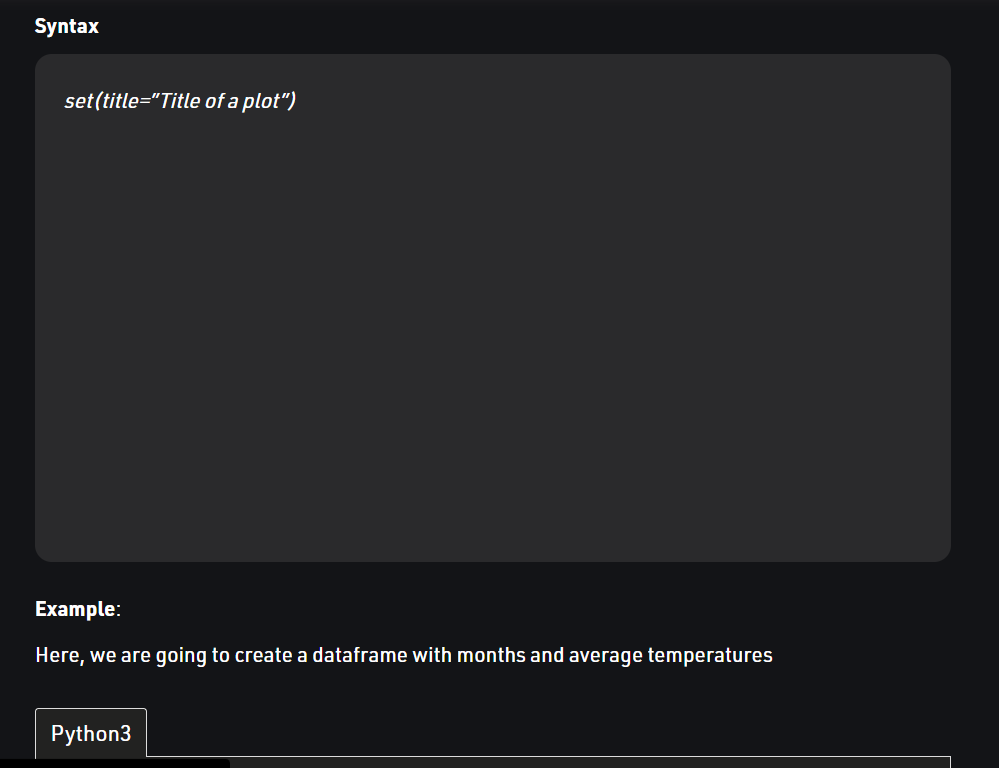 Syntax
set(title=”Title of a plot”)
Example:
Here, we are going to create a dataframe with months and average temperatures
Python3